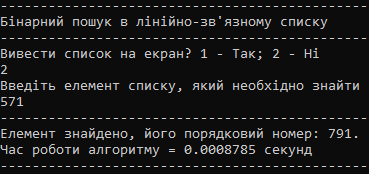 Бінарний пошук в лінійно-зв'язному списку
Вивести список на екран? 1 - Так; 2 - Ні
2
Введіть елемент списку, який необхідно знайти
571
Елемент знайдено, його порядковий номер: 791.
Час роботи алгоритму = 0.0008785 секунд